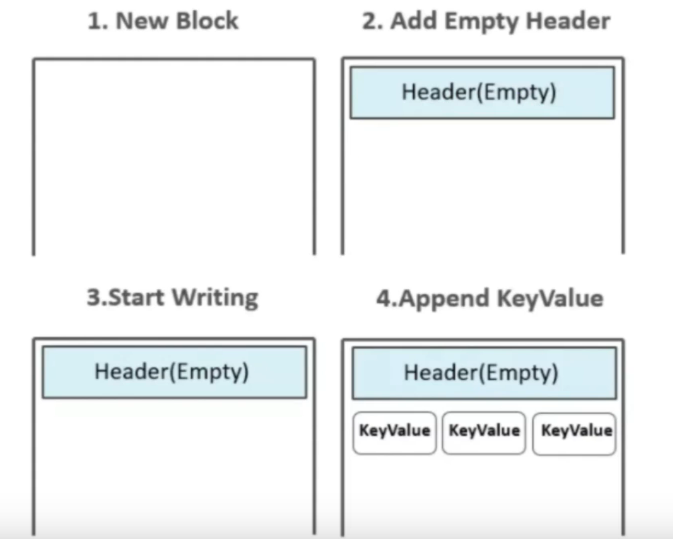 1. New Block
2. Add Empty Header
Header(Empty)
3.Start Writing
4.Append KeyValue
Header(Empty)
Header(Empty)
KeyValue KeyValue KeyValue